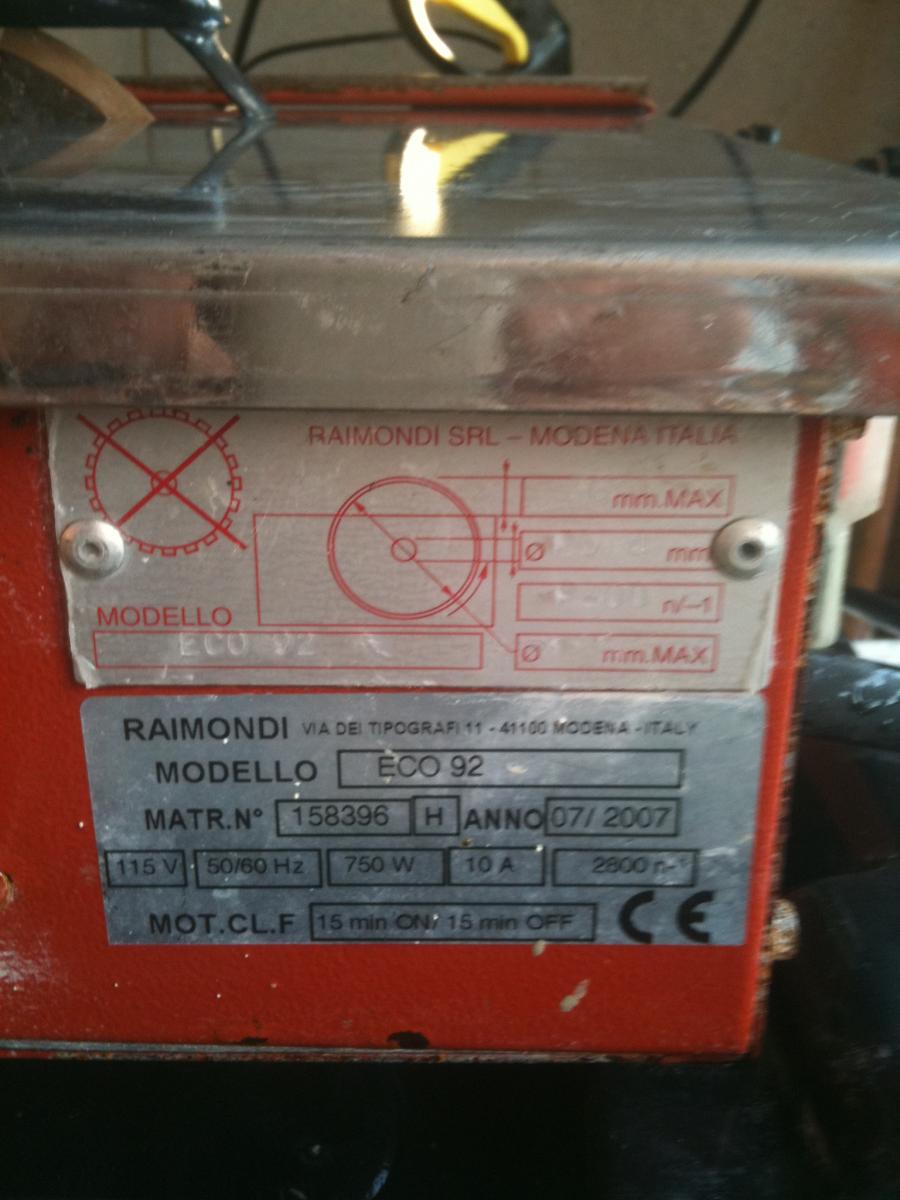 RAIMONDI SRL – MODENA ITALIA
mm.MAX
Ø mm
n/–1
MODELLO
ECO 92
Ø mm.MAX
RAIMONDI VIA DEI TIPOGRAFI 11 - 41100 MODENA - ITALY
MODELLO ECO 92
MATR.N° 158396 H ANNO 07/ 2007
115 V 50/60 Hz 750 W 10 A 2800 n-¹
MOT.CL.F 15 min ON/ 15 min OFF CE